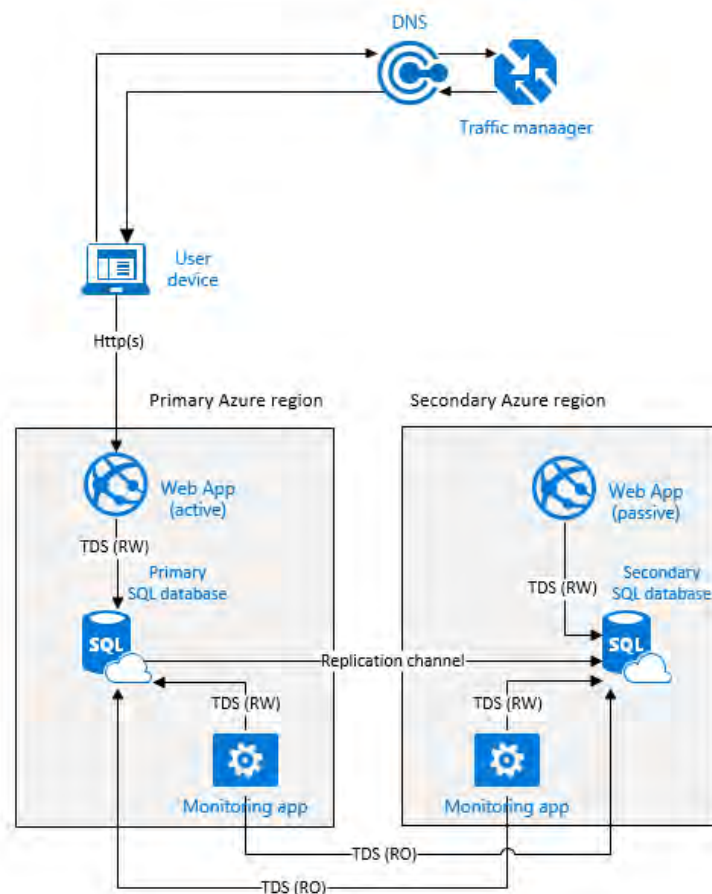 DNS
Traffic manaager
User
device
Http(s)
Primary Azure region
Secondary Azure region
Web App
(active)
Web App
(passive)
TDS (RW)
Primary
SQL database
TDS (RW)
Secondary
SQL database
SQL
SQL
Replication channel
TDS (RW)
TDS (RW)
Monitoring app
Monitoring app
TDS (RO)
TDS (RO)